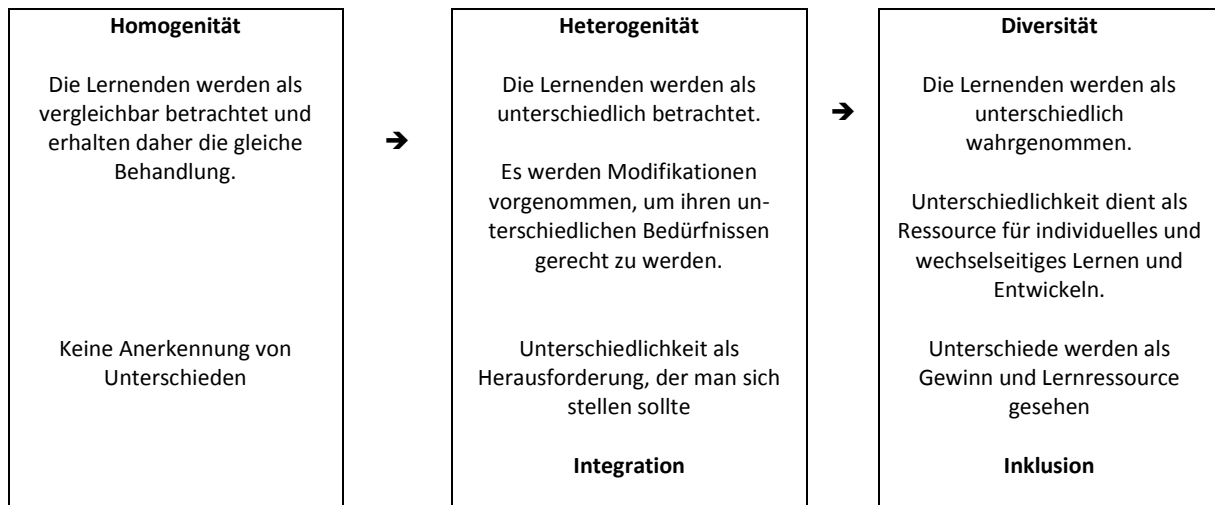 Homogenität
Die Lernenden werden als
vergleichbar betrachtet und
erhalten daher die gleiche
Behandlung.
Keine Anerkennung von
Unterschieden
➔
Heterogenität
Die Lernenden werden als
unterschiedlich betrachtet.
Es werden Modifikationen
vorgenommen, um ihren un-
terschiedlichen Bedürfnissen
gerecht zu werden.
Unterschiedlichkeit als
Herausforderung, der man sich
stellen sollte
Integration
➔
Diversität
Die Lernenden werden als
unterschiedlich
wahrgenommen.
Unterschiedlichkeit dient als
Ressource für individuelles und
wechselseitiges Lernen und
Entwickeln.
Unterschiede werden als
Gewinn und Lernressource
gesehen
Inklusion